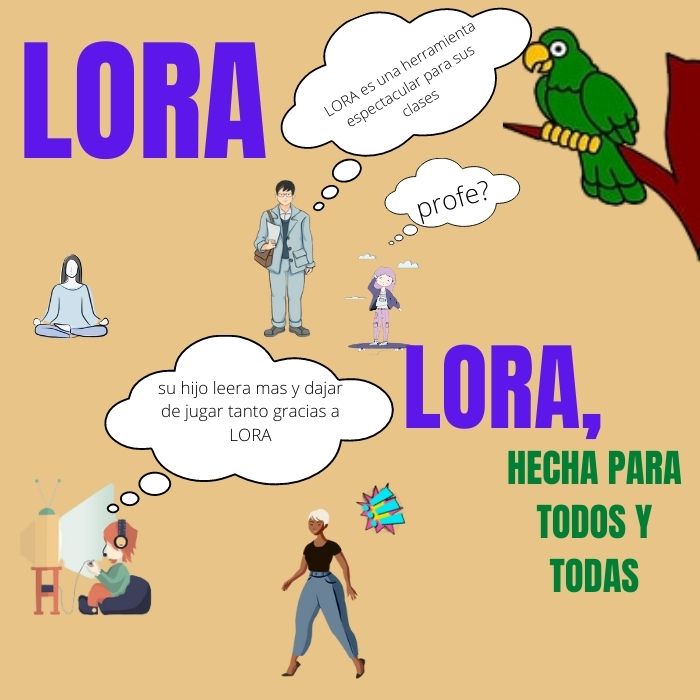 LORA
LORA es una herramienta
espectacular para sus
clases
profe?
su hijo leera mas y dajar
de jugar tanto gracias a
LORA
LORA,
HECHA PARA
TODOS Y
TODAS